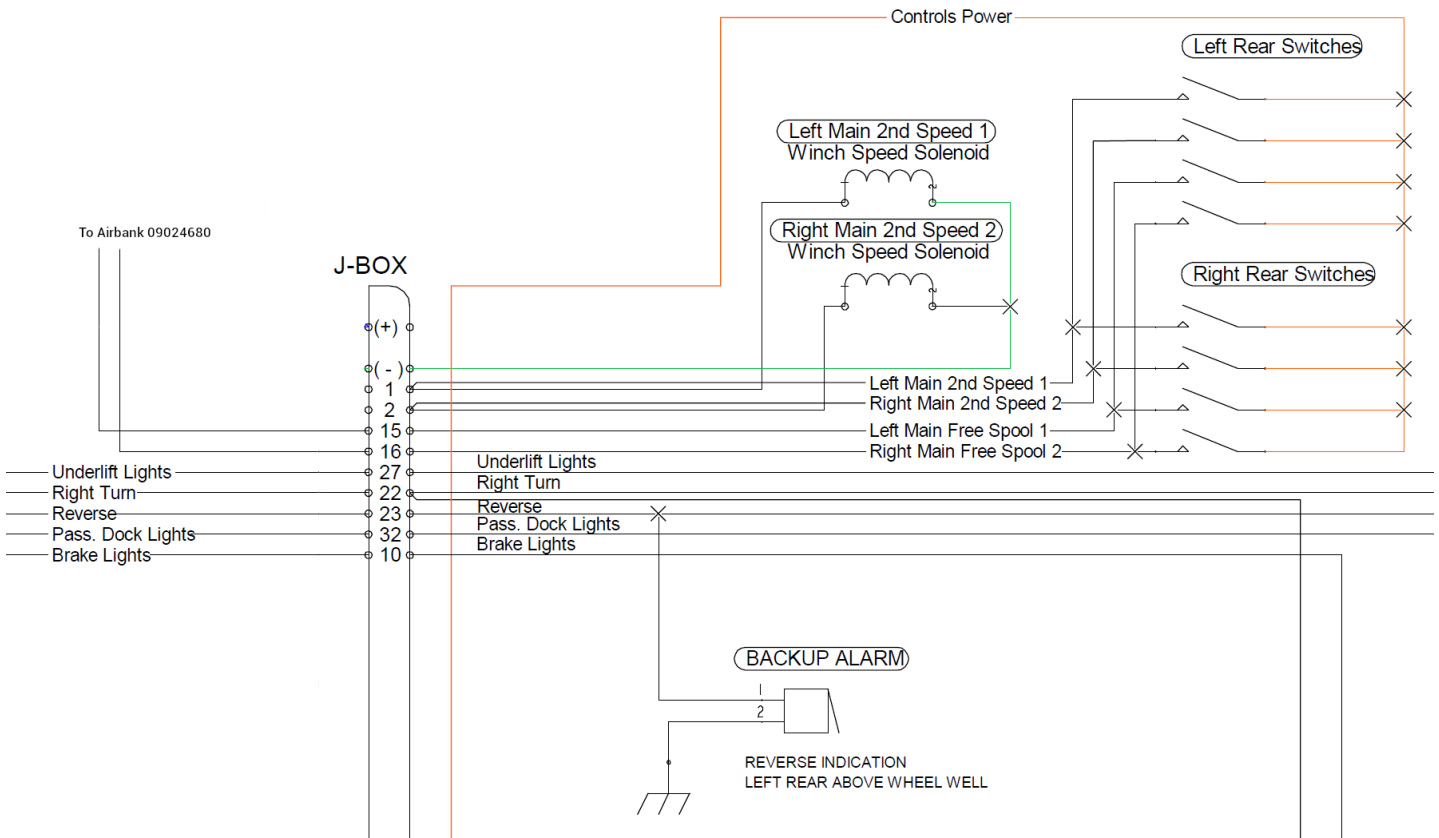 Controls Power
Left Rear Switches
Left Main 2nd Speed 1
Winch Speed Solenoid
1 2
Right Main 2nd Speed 2
Winch Speed Solenoid
1 2
To Airbank 09024680
J-BOX
Right Rear Switches
(+)
(-)
1
2
15
16
27
22
23
32
10
Left Main 2nd Speed 1
Right Main 2nd Speed 2
Left Main Free Spool 1
Right Main Free Spool 2
Underlift Lights
Right Turn
Reverse
Pass. Dock Lights
Brake Lights
Underlift Lights
Right Turn
Reverse
Pass. Dock Lights
Brake Lights
BACKUP ALARM
1
2
REVERSE INDICATION
LEFT REAR ABOVE WHEEL WELL